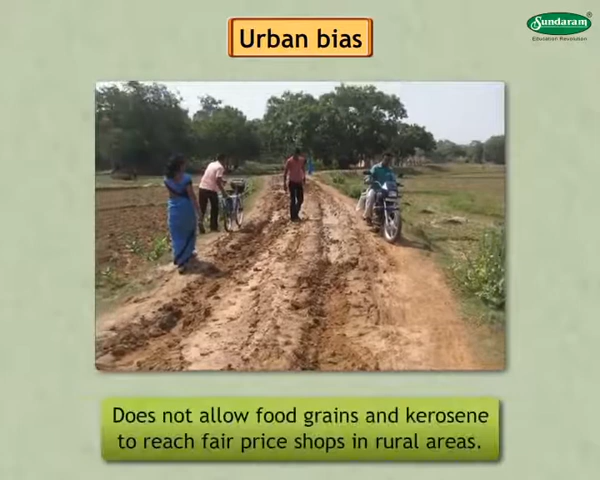 Sundaram®
Education Revolution
Urban bias
Does not allow food grains and kerosene
to reach fair price shops in rural areas.